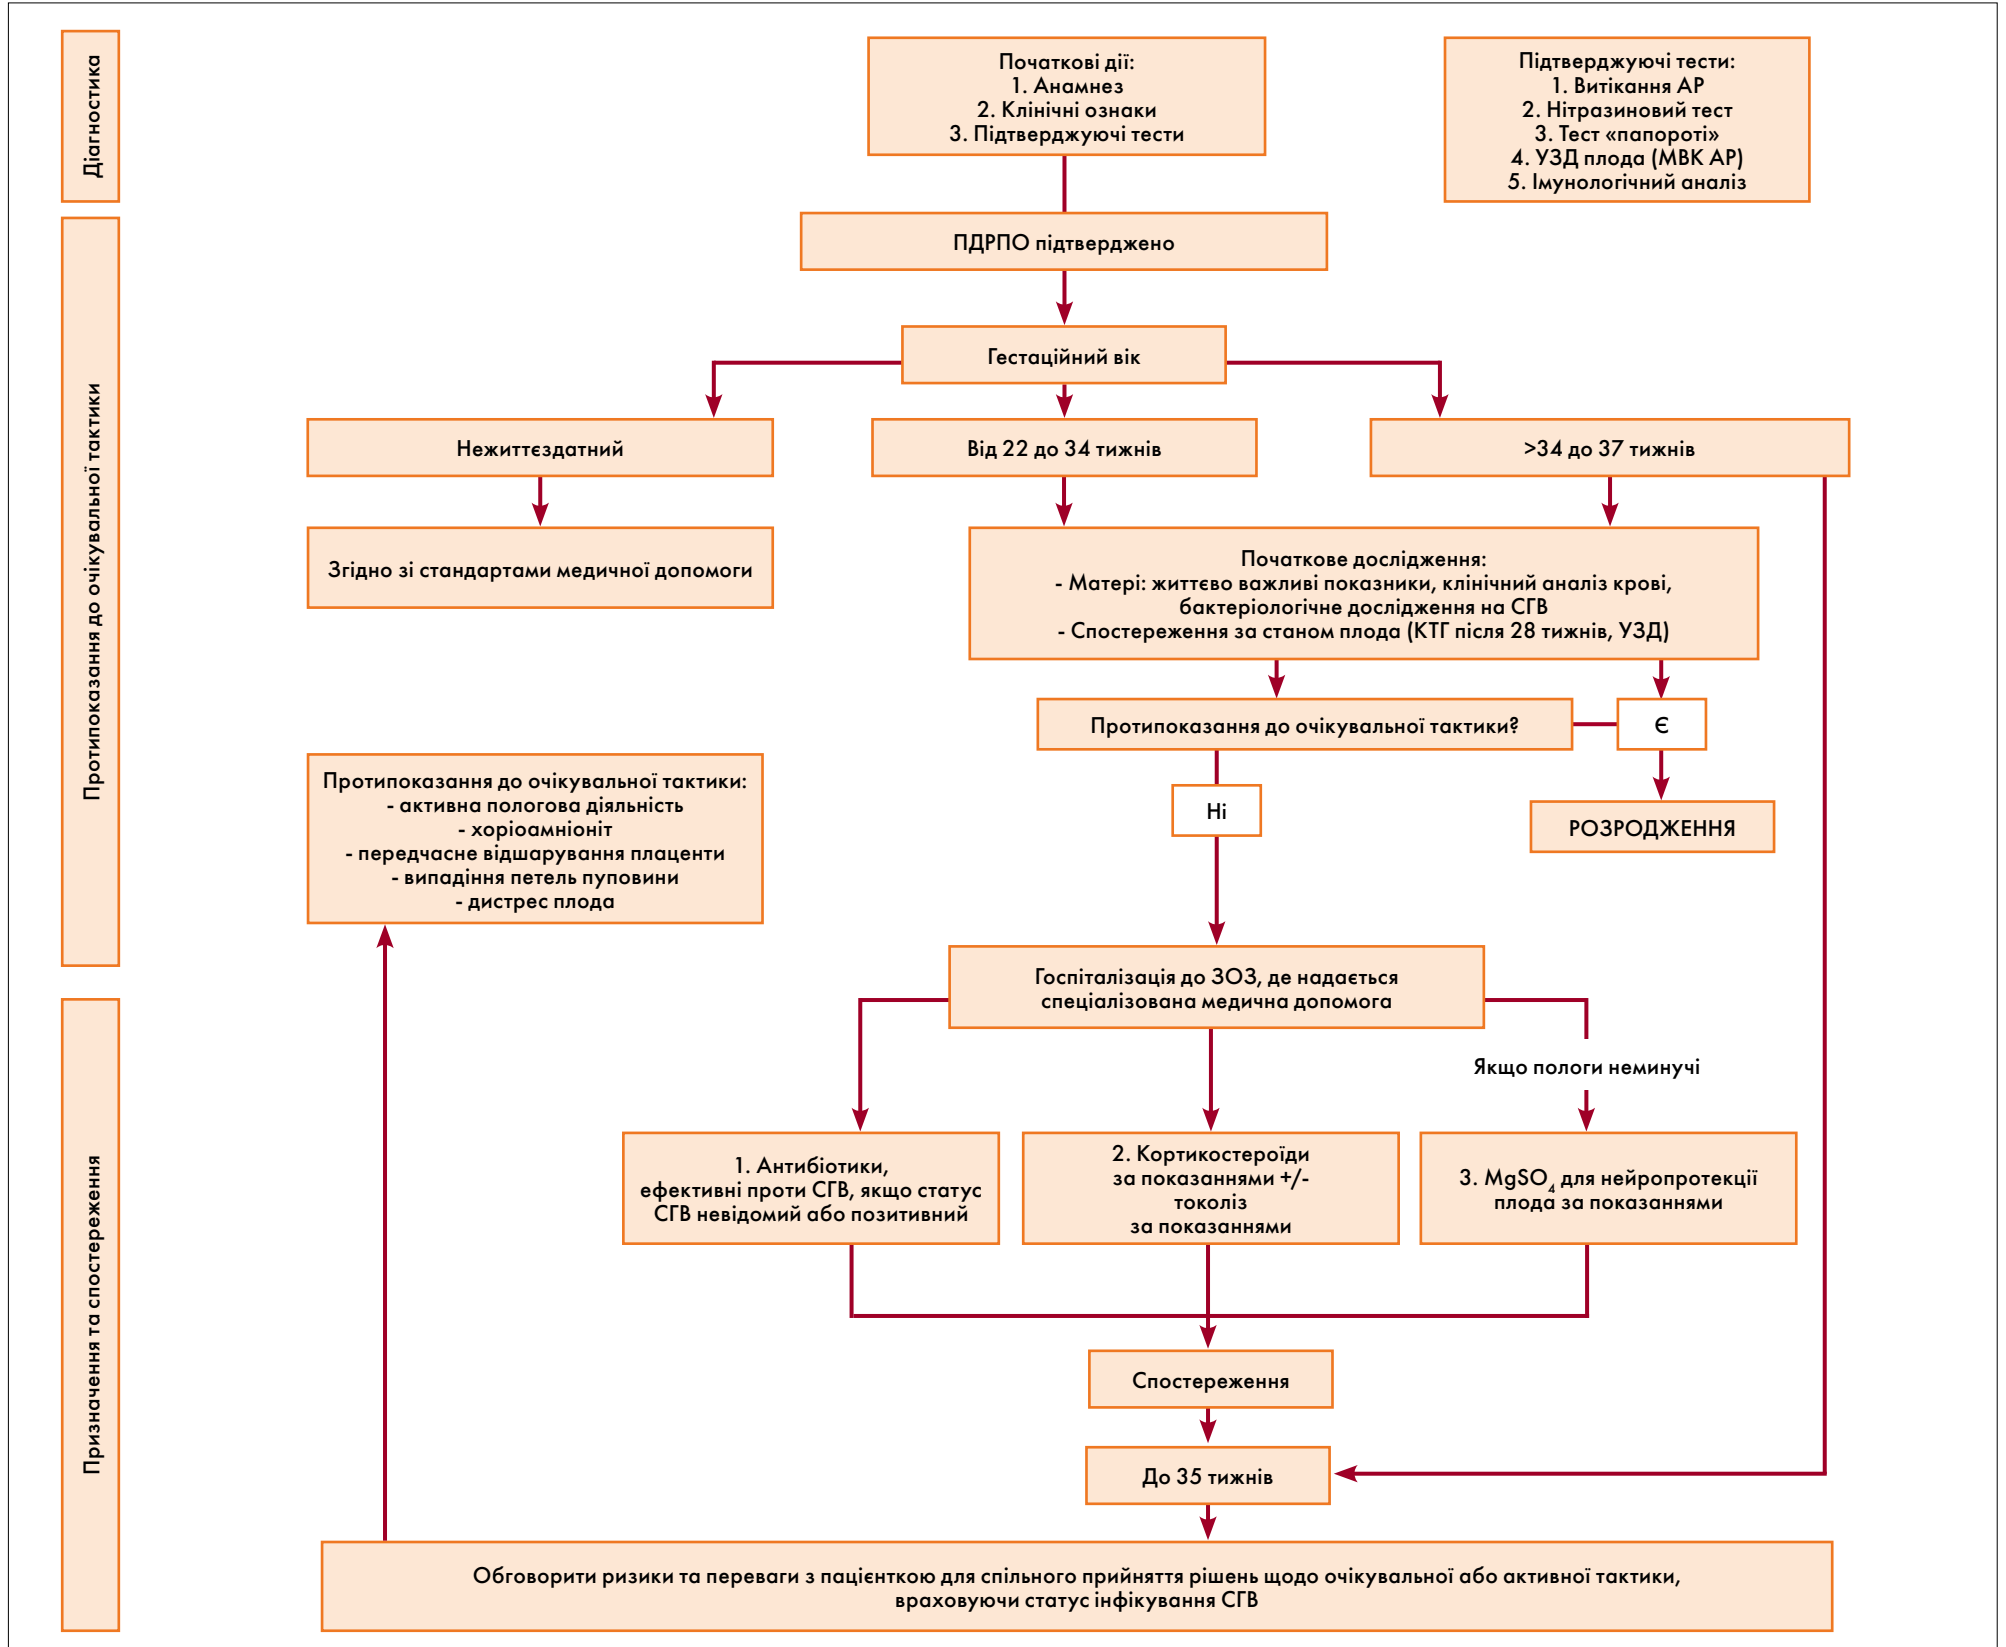 Діагностика
Початкові дії:
1. Анамнез
2. Клінічні ознаки
3. Підтверджуючі тести
Підтверджуючі тести:
1. Витікання АР
2. Нітразиновий тест
3. Тест «папороті»
4. УЗД плода (МВК АР)
5. Імунологічний аналіз
Протипоказання до очікувальної тактики
ПДРПО підтверджено
Гестаційний вік
Нежиттєздатний
Від 22 до 34 тижнів
>34 до 37 тижнів
Згідно зі стандартами медичної допомоги
Початкове дослідження:
- Матері: життєво важливі показники, клінічний аналіз крові,
бактеріологічне дослідження на СГВ
- Спостереження за станом плода (КТГ після 28 тижнів, УЗД)
Протипоказання до очікувальної тактики?
Є
Ні
РОЗРОДЖЕННЯ
Протипоказання до очікувальної тактики:
- активна пологова діяльність
- хоріоамніоніт
- передчасне відшарування плаценти
- випадіння петель пуповини
- дистрес плода
Госпіталізація до ЗОЗ, де надається
спеціалізована медична допомога
Призначення та спостереження
Якщо пологи неминучі
1. Антибіотики,
ефективні проти СГВ, якщо статус
СГВ невідомий або позитивний
2. Кортикостероїди
за показаннями +/-
токоліз
за показаннями
3. MgSO₄ для нейропротекції
плода за показаннями
Спостереження
До 35 тижнів
Обговорити ризики та переваги з пацієнткою для спільного прийняття рішень щодо очікувальної або активної тактики,
враховуючи статус інфікування СГВ